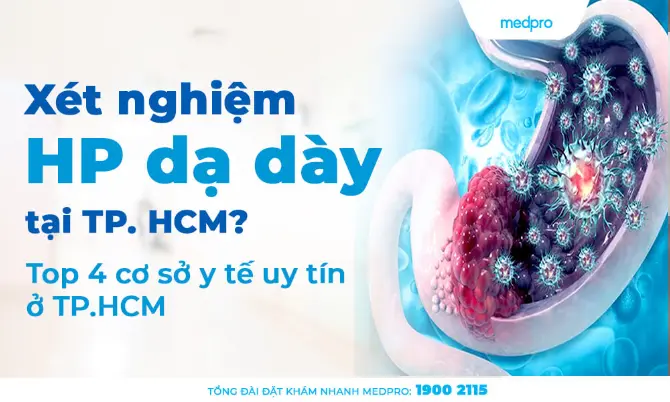 medpro
Xét nghiệm
HP dạ dày
tại TP. HCM?
Top 4 cơ sở y tế uy tín
ở TP.HCM
TỔNG ĐÀI ĐẶT KHÁM NHANH MEDPRO: 1900 2115